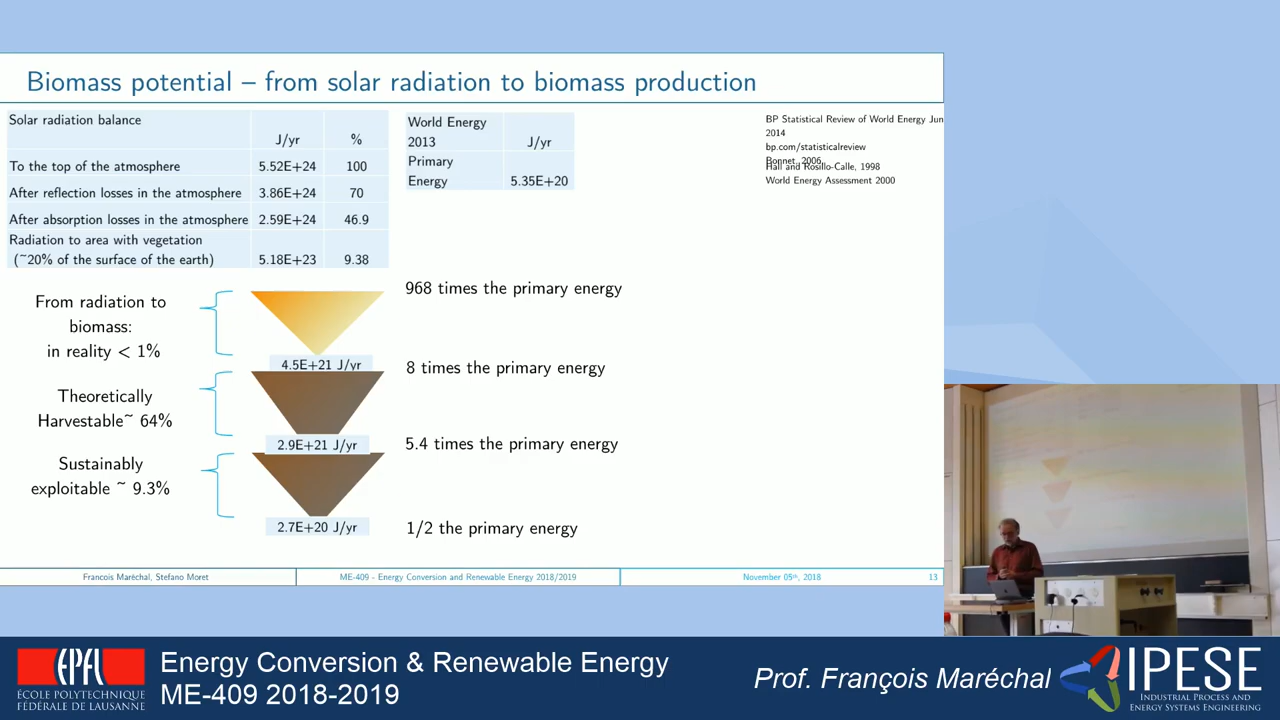 Biomass potential – from solar radiation to biomass production
Solar radiation balance
J/yr %
To the top of the atmosphere 5.52E+24 100
After reflection losses in the atmosphere 3.86E+24 70
After absorption losses in the atmosphere 2.59E+24 46.9
Radiation to area with vegetation
(~20% of the surface of the earth) 5.18E+23 9.38
World Energy
2013 J/yr
Primary
Energy 5.35E+20
BP Statistical Review of World Energy Jun
2014
bp.com/statisticalreview
Bonnet, 2006
Hall and Rosillo-Calle, 1998
World Energy Assessment 2000
From radiation to
biomass:
in reality < 1%
968 times the primary energy
4.5E+21 J/yr
8 times the primary energy
Theoretically
Harvestable~ 64%
2.9E+21 J/yr
5.4 times the primary energy
Sustainably
exploitable ~ 9.3%
2.7E+20 J/yr
1/2 the primary energy
Francois Maréchal, Stefano Moret
ME-409 - Energy Conversion and Renewable Energy 2018/2019
November 05th, 2018
13
EPFL
ÉCOLE POLYTECHNIQUE
FÉDÉRALE DE LAUSANNE
Energy Conversion & Renewable Energy
ME-409 2018-2019
Prof. François Maréchal
IPESE
INDUSTRIAL PROCESS AND
ENERGY SYSTEMS ENGINEERING